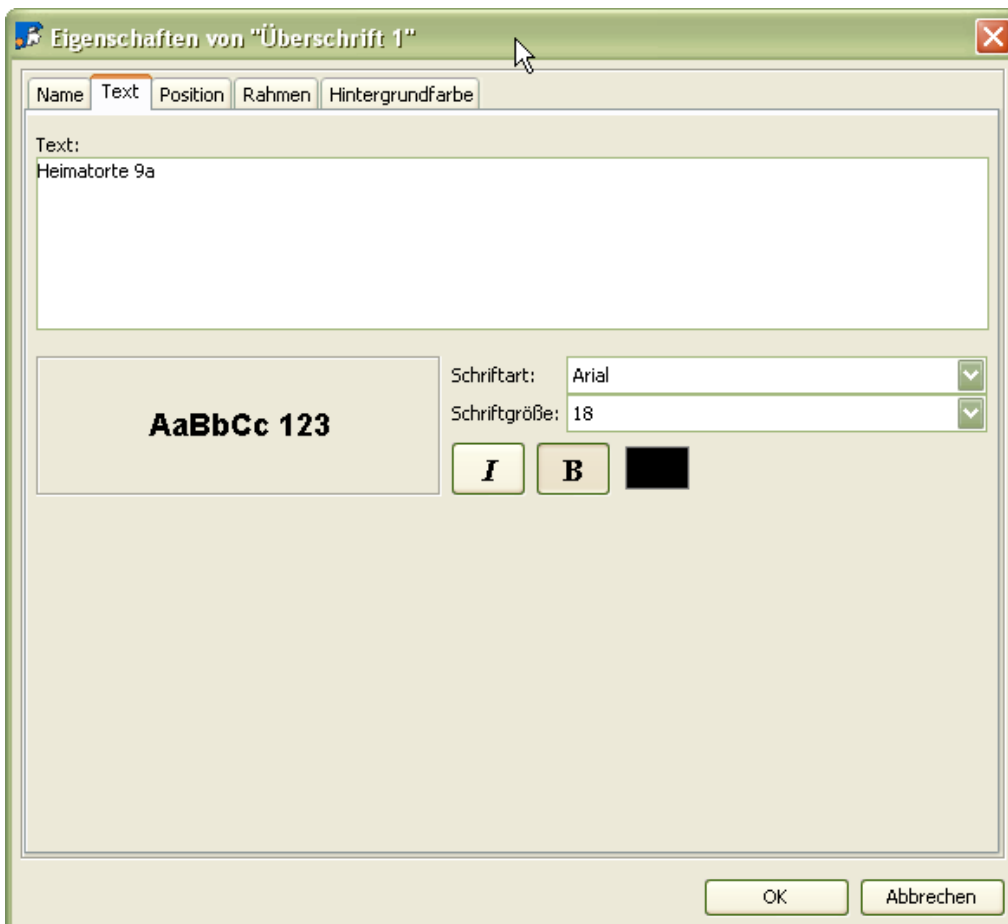 Eigenschaften von "Überschrift 1"
Name Text Position Rahmen Hintergrundfarbe
Text:
Heimatorte 9a
AaBbCc 123
Schriftart: Arial
Schriftgröße: 18
I B
OK Abbrechen